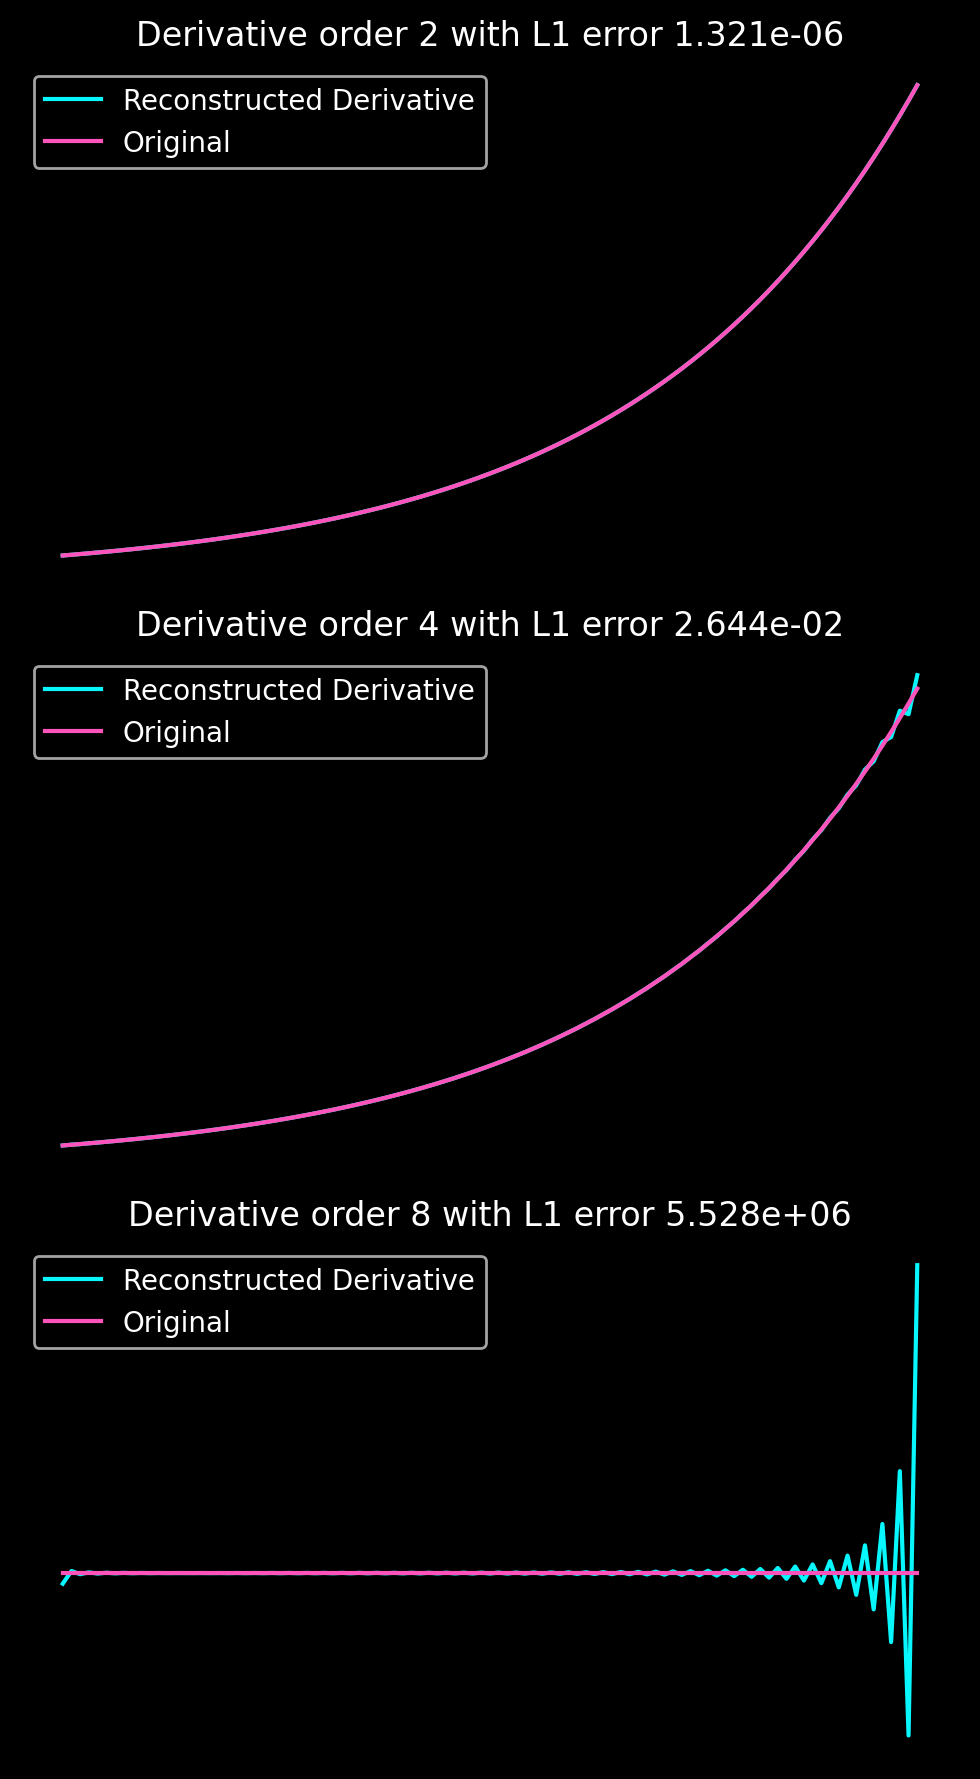 Derivative order 2 with L1 error 1.321e-06
Reconstructed Derivative
Original
Derivative order 4 with L1 error 2.644e-02
Reconstructed Derivative
Original
Derivative order 8 with L1 error 5.528e+06
Reconstructed Derivative
Original